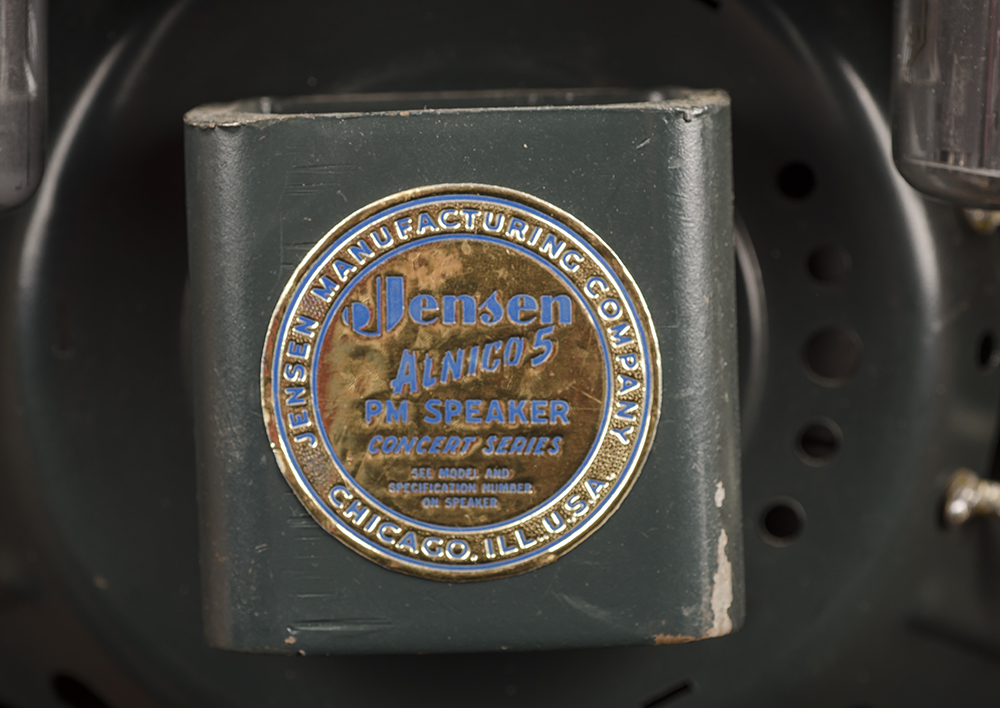 JENSEN MANUFACTURING COMPANY
Jensen
ALNICO 5
PM SPEAKER
CONCERT SERIES
SEE MODEL AND
SPECIFICATION NUMBER
ON SPEAKER
CHICAGO, ILL., U.S.A.